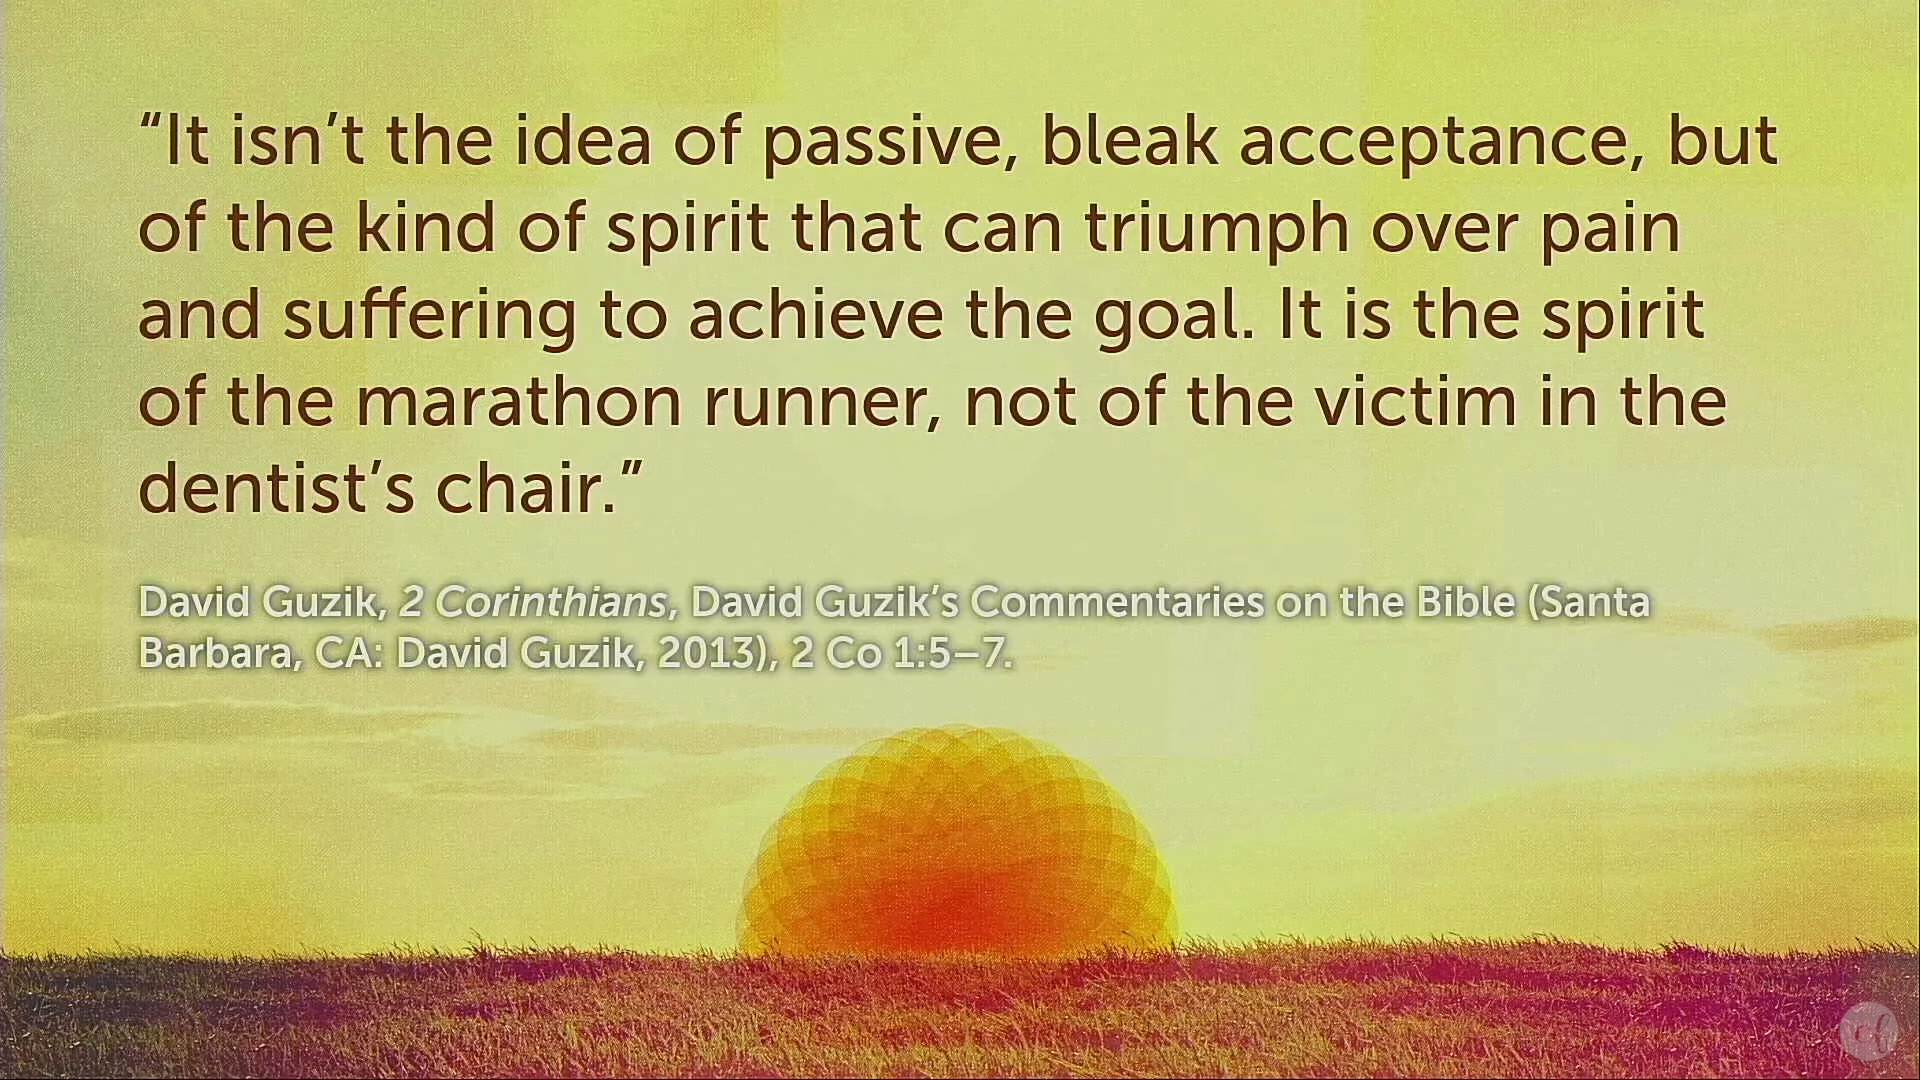 “It isn’t the idea of passive, bleak acceptance, but
of the kind of spirit that can triumph over pain
and suffering to achieve the goal. It is the spirit
of the marathon runner, not of the victim in the
dentist’s chair.”
David Guzik, 2 Corinthians, David Guzik’s Commentaries on the Bible (Santa
Barbara, CA: David Guzik, 2013), 2 Co 1:5–7.